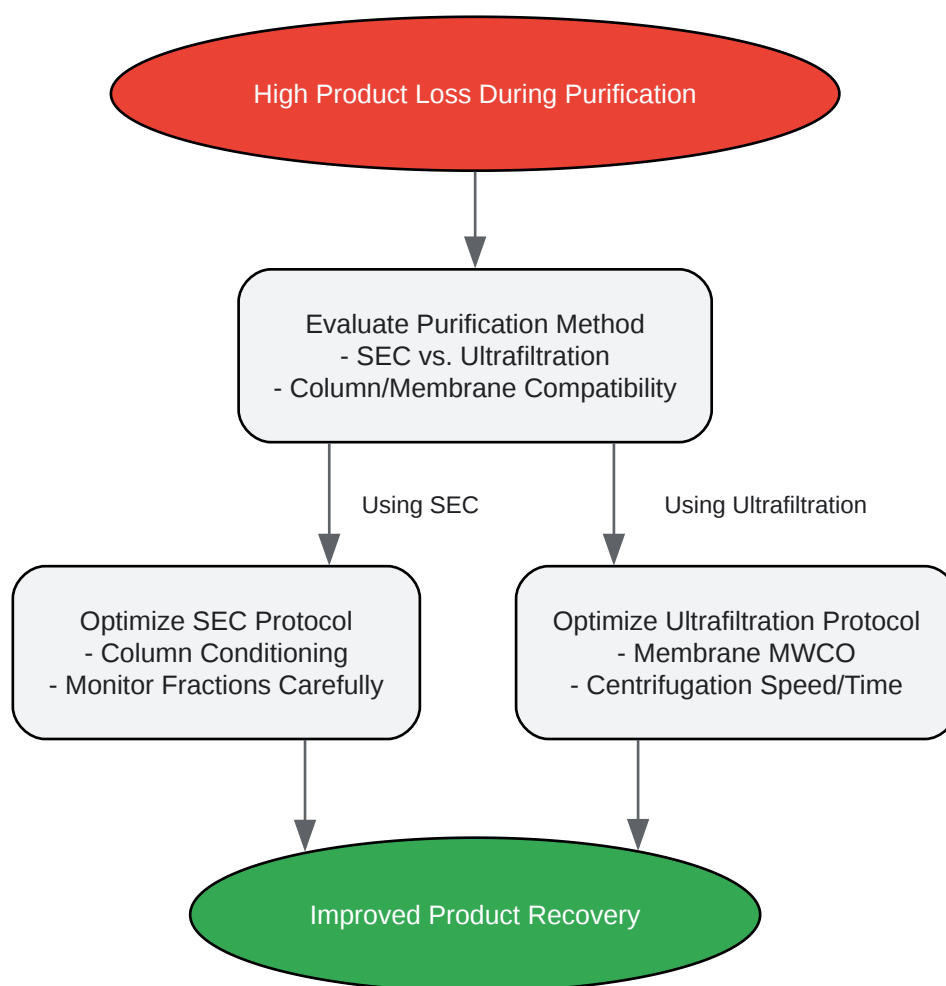 High Product Loss During Purification
Evaluate Purification Method
- SEC vs. Ultrafiltration
- Column/Membrane Compatibility
Using SEC
Using Ultrafiltration
Optimize SEC Protocol
- Column Conditioning
- Monitor Fractions Carefully
Optimize Ultrafiltration Protocol
- Membrane MWCO
- Centrifugation Speed/Time
Improved Product Recovery